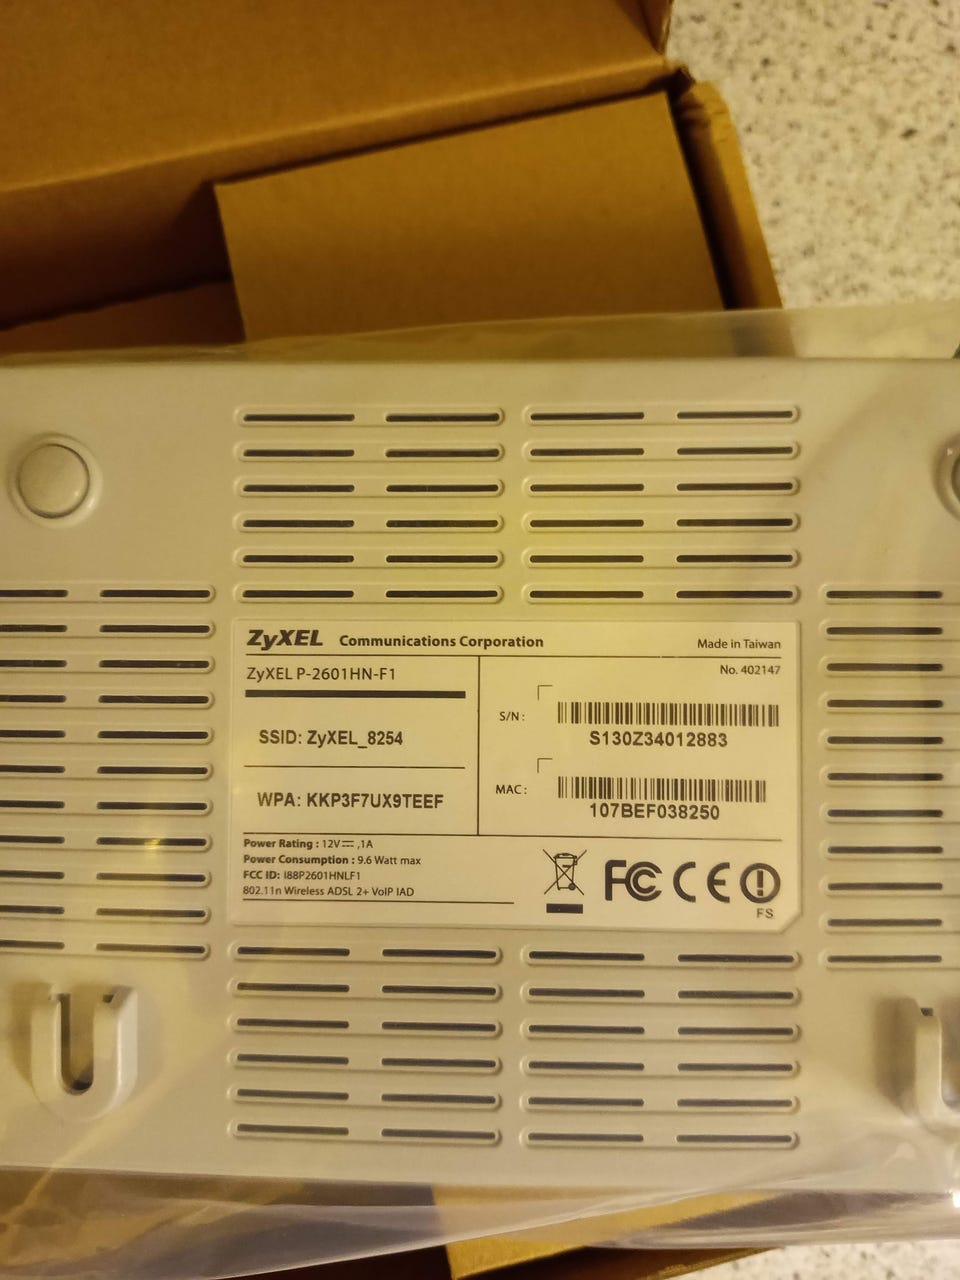 ZyXEL Communications Corporation Made in Taiwan
ZyXEL P-2601HN-F1
No. 402147
SSID: ZyXEL_8254
S/N :
S130Z34012883
WPA: KKP3F7UX9TEEF
MAC :
107BEF038250
Power Rating : 12V⎓,1A
Power Consumption : 9.6 Watt max
FCC ID: I88P2601HNLF1
802.11n Wireless ADSL 2+ VoIP IAD
FC CE
FS